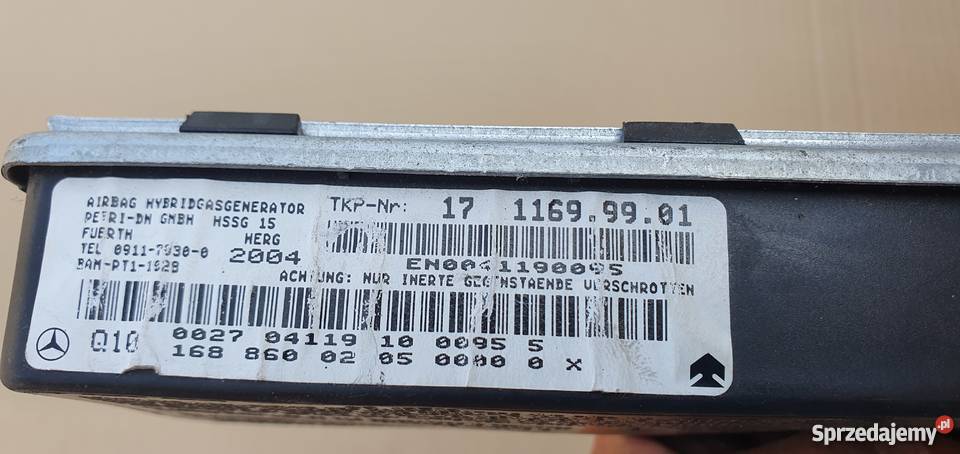 AIRBAG HYBRIDGASGENERATOR
PETRI-DN GMBH HSSG 15
FUERTH HERG
TEL 0911-7030-0 2004
BAM-PT1-1028
TKP-Nr: 17 1169.99.01
EN0041190095
ACHTUNG: NUR INERTE GEGENSTAENDE VERSCHROTTEN
Q10 0027 04119 10 0095 5
168 860 02 05 0000 0 X
Sprzedajemy.pl